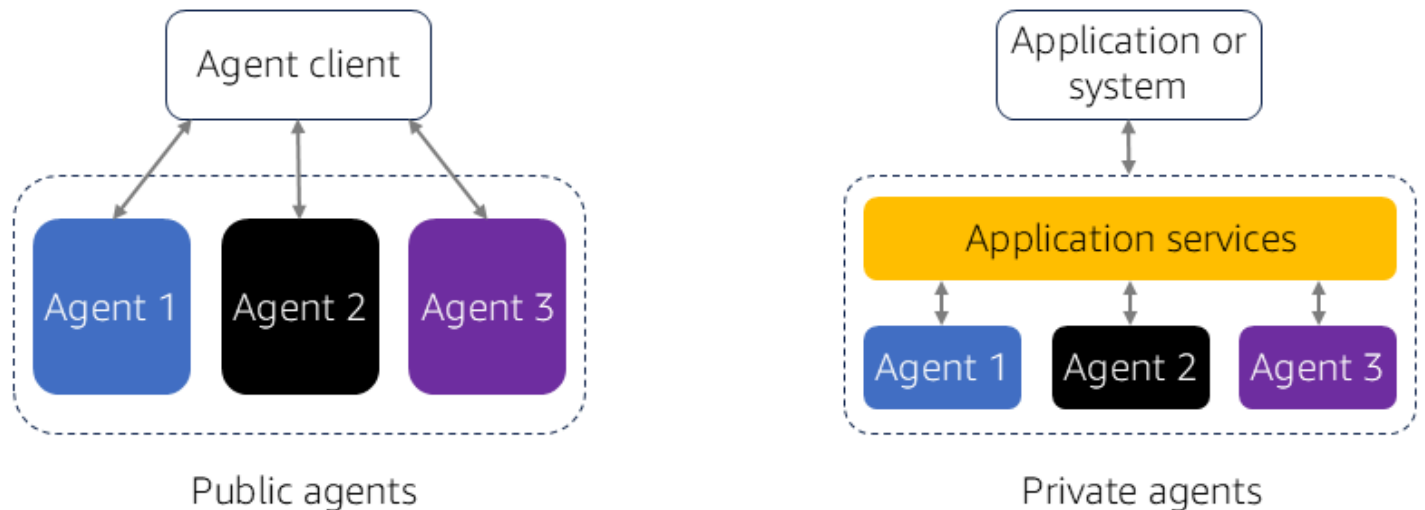 Agent client
Agent 1
Agent 2
Agent 3
Public agents
Application or
system
Application services
Agent 1
Agent 2
Agent 3
Private agents